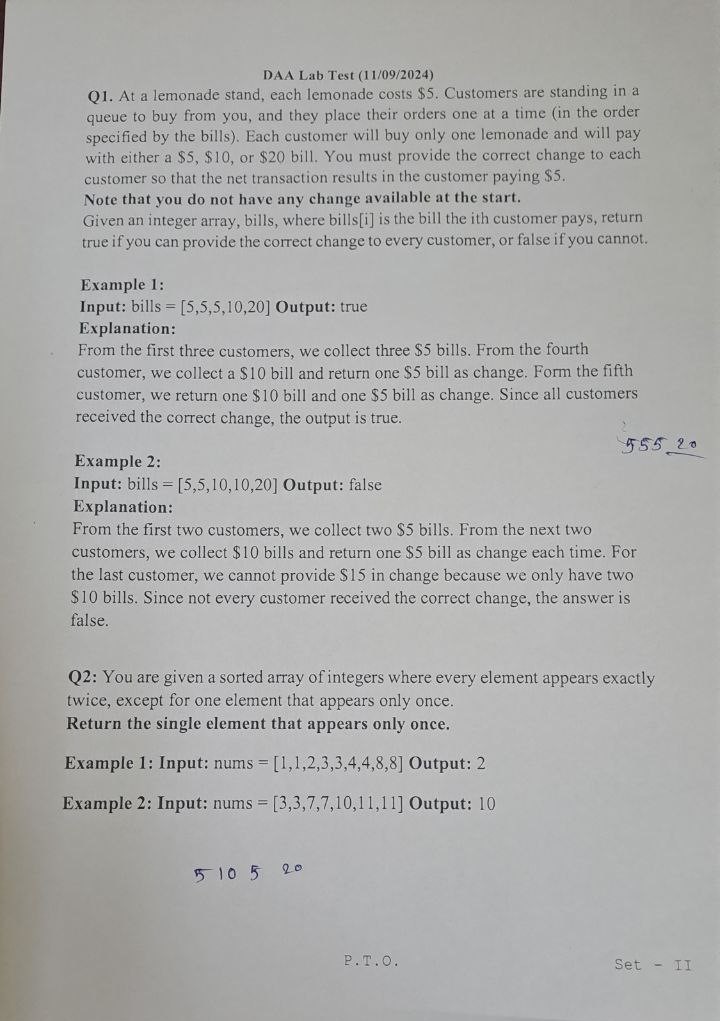 DAA Lab Test (11/09/2024)
Q1. At a lemonade stand, each lemonade costs $5. Customers are standing in a
queue to buy from you, and they place their orders one at a time (in the order
specified by the bills). Each customer will buy only one lemonade and will pay
with either a $5, $10, or $20 bill. You must provide the correct change to each
customer so that the net transaction results in the customer paying $5.
Note that you do not have any change available at the start.
Given an integer array, bills, where bills[i] is the bill the ith customer pays, return
true if you can provide the correct change to every customer, or false if you cannot.
Example 1:
Input: bills = [5,5,5,10,20] Output: true
Explanation:
From the first three customers, we collect three $5 bills. From the fourth
customer, we collect a $10 bill and return one $5 bill as change. Form the fifth
customer, we return one $10 bill and one $5 bill as change. Since all customers
received the correct change, the output is true.
555 20
Example 2:
Input: bills = [5,5,10,10,20] Output: false
Explanation:
From the first two customers, we collect two $5 bills. From the next two
customers, we collect $10 bills and return one $5 bill as change each time. For
the last customer, we cannot provide $15 in change because we only have two
$10 bills. Since not every customer received the correct change, the answer is
false.
Q2: You are given a sorted array of integers where every element appears exactly
twice, except for one element that appears only once.
Return the single element that appears only once.
Example 1: Input: nums = [1,1,2,3,3,4,4,8,8] Output: 2
Example 2: Input: nums = [3,3,7,7,10,11,11] Output: 10
5 10 5 20
P.T.O.
Set - II